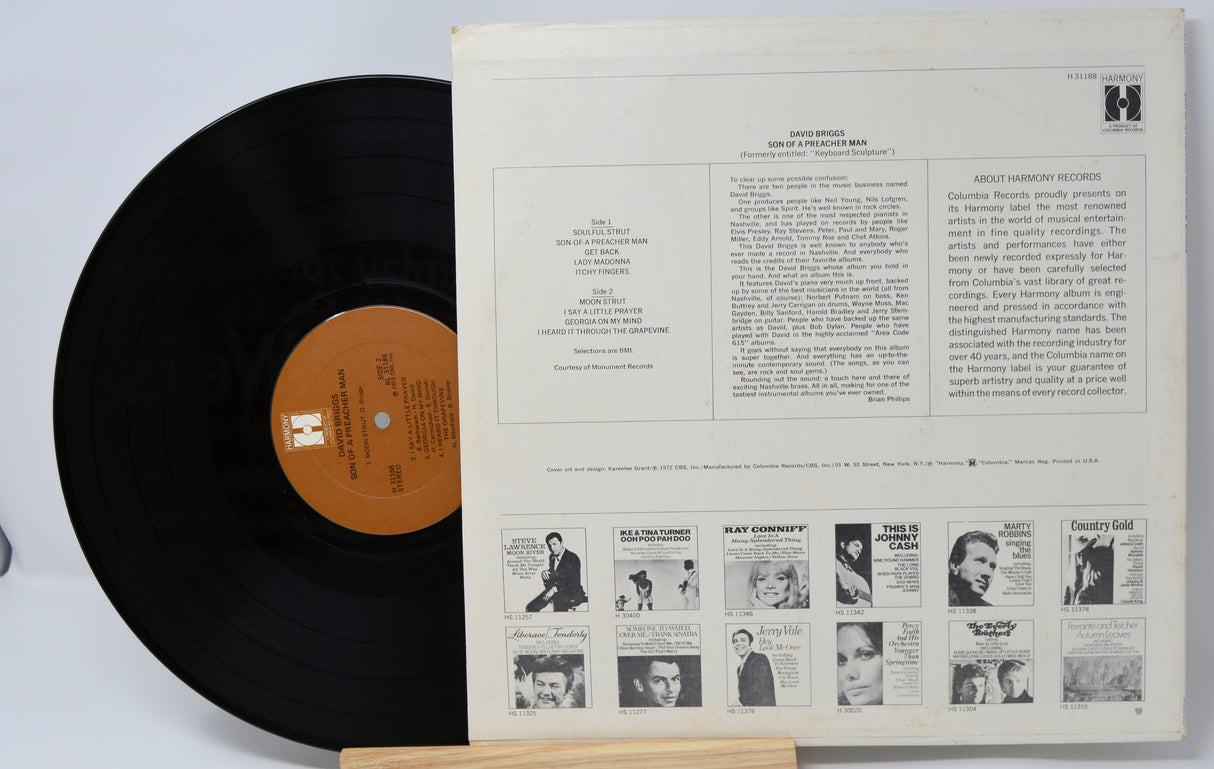 H 31188
HARMONY
H
A PRODUCT OF
COLUMBIA RECORDS
DAVID BRIGGS
SON OF A PREACHER MAN
(Formerly entitled: "Keyboard Sculpture")
Side 1
SOULFUL STRUT
SON-OF-A PREACHER MAN
GET BACK
LADY MADONNA
ITCHY FINGERS
Side 2
MOON STRUT
I SAY A LITTLE PRAYER
GEORGIA ON MY MIND
I HEARD IT THROUGH THE GRAPEVINE
Selections are BMI.
Courtesy of Monument Records
To clear up some possible confusion:
There are two people in the music business named
David Briggs.
One produces people like Neil Young, Nils Lofgren,
and groups like Spirit. He's well known in rock circles.
The other is one of the most respected pianists in
Nashville, and has played on records by people like
Elvis Presley, Ray Stevens, Peter, Paul and Mary, Roger
Miller, Eddy Arnold, Tommy Roe and Chet Atkins.
This David Briggs is well known to anybody who's
ever made a record in Nashville. And everybody who
reads the credits of their favorite albums.
This is the David Briggs whose album you hold in
your hand. And what an album this is.
It features David's piano very much up front, backed
up by some of the best musicians in the world (all from
Nashville, of course): Norbert Putnam on bass, Ken
Buttrey and Jerry Carrigan on drums, Wayne Moss, Mac
Gayden, Billy Sanford, Harold Bradley and Jerry Stem-
bridge on guitar. People who have backed up the same
artists as David, plus Bob Dylan. People who have
played with David in the highly-acclaimed "Area Code
615" albums.
It goes without saying that everybody on this album
is super together. And everything has an up-to-the-
minute contemporary sound. (The songs, as you can
see, are rock and soul gems.)
Rounding out the sound: a touch here and there of
exciting Nashville brass. All in all, making for one of the
tastiest instrumental albums you've ever owned.
Brian Phillips
ABOUT HARMONY RECORDS
Columbia Records proudly presents on
its Harmony label the most renowned
artists in the world of musical entertain-
ment in fine quality recordings. The
artists and performances have either
been newly recorded expressly for Har-
mony or have been carefully selected
from Columbia's vast library of great re-
cordings. Every Harmony album is engi-
neered and pressed in accordance with
the highest manufacturing standards. The
distinguished Harmony name has been
associated with the recording industry for
over 40 years, and the Columbia name on
the Harmony label is your guarantee of
superb artistry and quality at a price well
within the means of every record collector.
Cover art and design: Karenlee Grant/℗ 1972 CBS, Inc./Manufactured by Columbia Records/CBS, Inc./51 W. 52 Street, New York, N.Y./® "Harmony," "Columbia," Marcas Reg. Printed in U.S.A.
STEVE
LAWRENCE
MOON RIVER
HS 11257
IKE & TINA TURNER
OOH POO PAH DOO
H 30400
RAY CONNIFF
Love Is A
Many-Splendored Thing
HS 11346
THIS IS
JOHNNY
CASH
INCLUDING:
HS 11342
MARTY
ROBBINS
singing
the
blues
HS 11338
Country Gold
HS 11378
Liberace/Tenderly
HS 11325
SOMEONE TO WATCH
OVER ME/FRANK SINATRA
HS 11277
Jerry Vale
Hey
Look Me Over
HS 11376
Percy
Faith
And His
Orchestra
Younger
Than
Springtime
H 30020
The Everly
Brothers
HS 11304
Ferrante and Teicher
Autumn Leaves
HS 11355
HARMONY
DAVID BRIGGS
SON OF A PREACHER MAN
1. MOON STRUT
SIDE 2
BL 31188
H 31188
STEREO
2. I SAY A LITTLE PRAYER
3. GEORGIA ON MY MIND
4. I HEARD IT THROUGH
THE GRAPEVINE